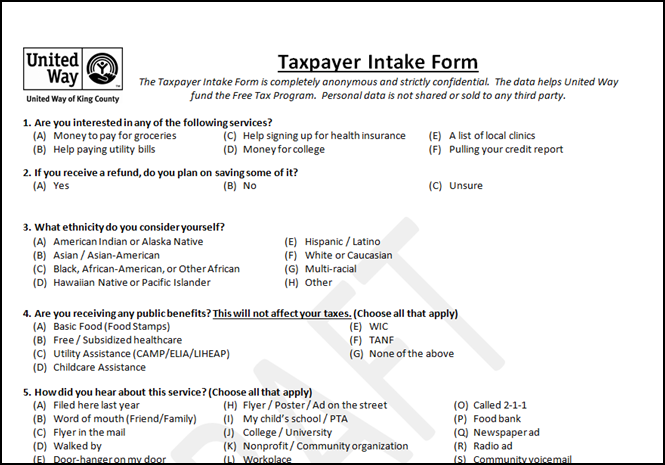 United Way
United Way of King County
Taxpayer Intake Form
The Taxpayer Intake Form is completely anonymous and strictly confidential. The data helps United Way
fund the Free Tax Program. Personal data is not shared or sold to any third party.
1. Are you interested in any of the following services?
(A) Money to pay for groceries (C) Help signing up for health insurance (E) A list of local clinics
(B) Help paying utility bills (D) Money for college (F) Pulling your credit report
2. If you receive a refund, do you plan on saving some of it?
(A) Yes (B) No (C) Unsure
3. What ethnicity do you consider yourself?
(A) American Indian or Alaska Native (E) Hispanic / Latino
(B) Asian / Asian-American (F) White or Caucasian
(C) Black, African-American, or Other African (G) Multi-racial
(D) Hawaiian Native or Pacific Islander (H) Other
4. Are you receiving any public benefits? This will not affect your taxes. (Choose all that apply)
(A) Basic Food (Food Stamps) (E) WIC
(B) Free / Subsidized healthcare (F) TANF
(C) Utility Assistance (CAMP/ELIA/LIHEAP) (G) None of the above
(D) Childcare Assistance
5. How did you hear about this service? (Choose all that apply)
(A) Filed here last year (H) Flyer / Poster / Ad on the street (O) Called 2-1-1
(B) Word of mouth (Friend/Family) (I) My child's school / PTA (P) Food bank
(C) Flyer in the mail (J) College / University (Q) Newspaper ad
(D) Walked by (K) Nonprofit / Community organization (R) Radio ad
(E) Door-hanger on my door (L) Workplace (S) Community voicemail